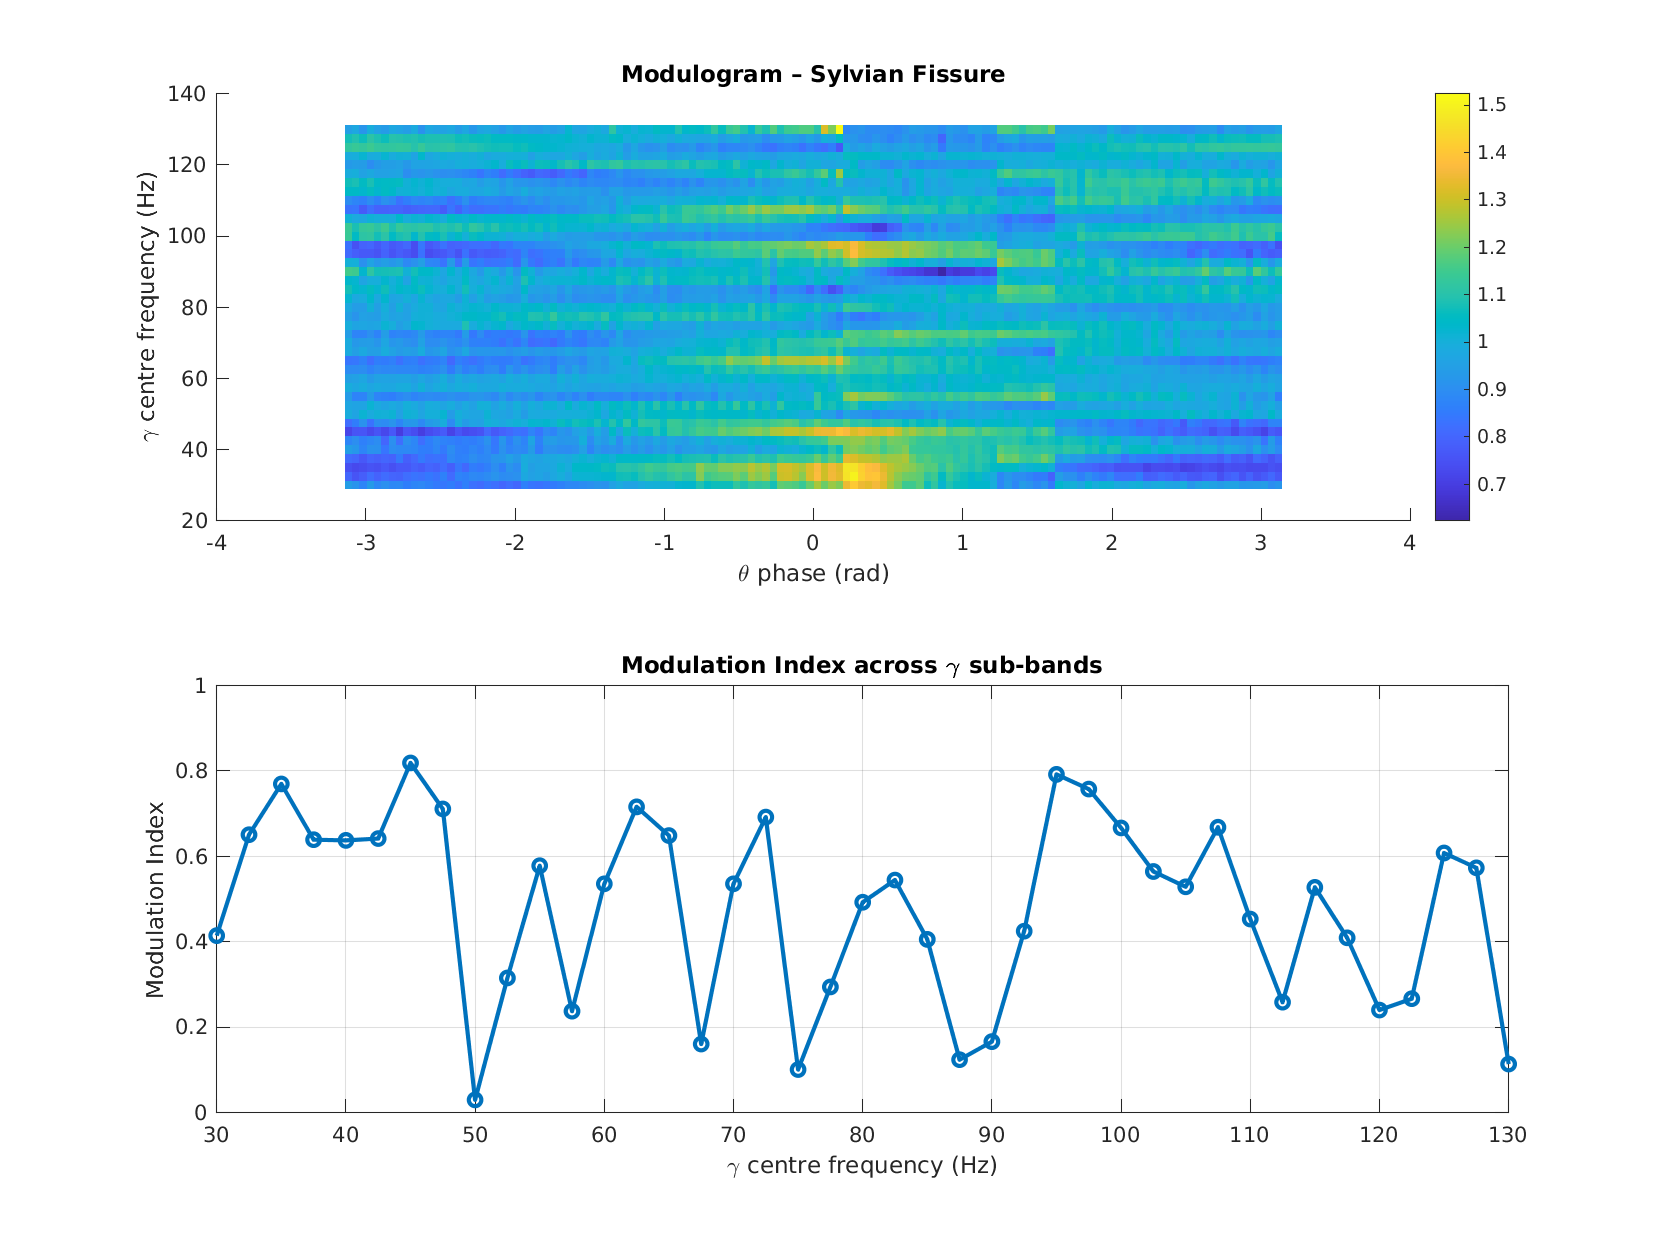 Modulogram – Sylvian Fissure
γ centre frequency (Hz)
140
120
100
80
60
40
20
-4 -3 -2 -1 0 1 2 3 4
θ phase (rad)
1.5
1.4
1.3
1.2
1.1
1
0.9
0.8
0.7
Modulation Index across γ sub-bands
Modulation Index
1
0.8
0.6
0.4
0.2
0
30 40 50 60 70 80 90 100 110 120 130
γ centre frequency (Hz)